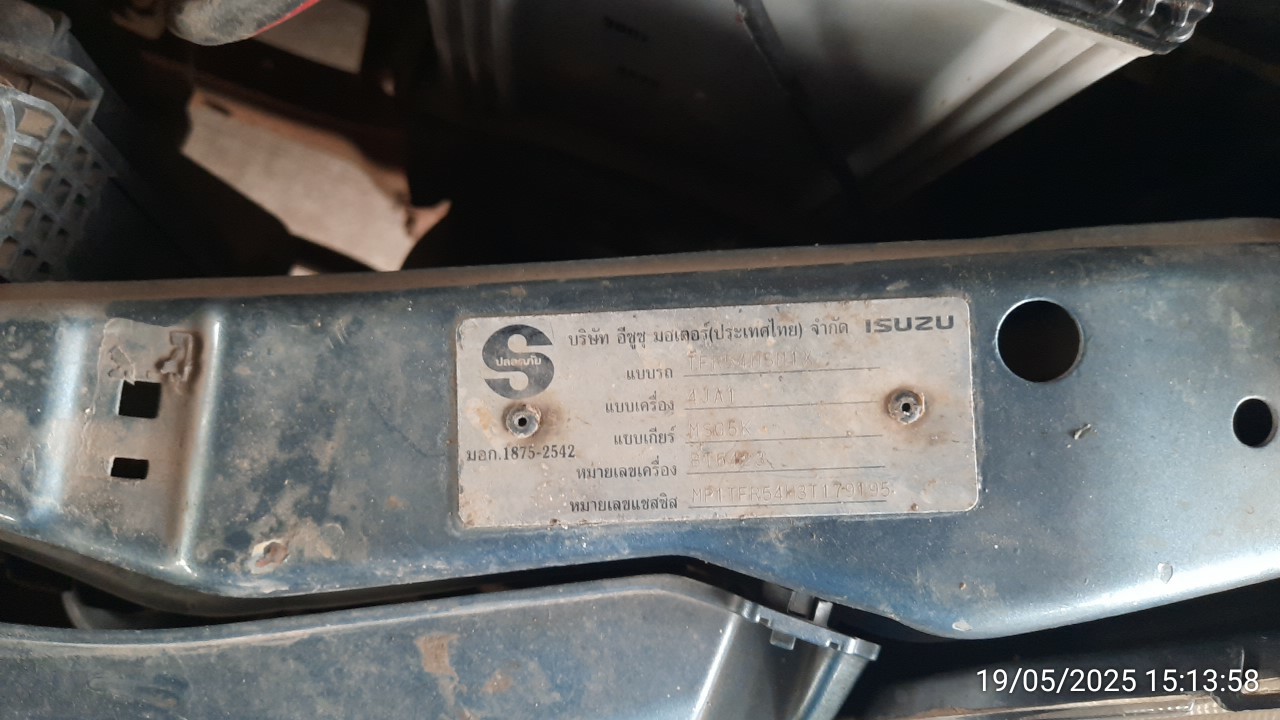 บริษัท อีซูซุ มอเตอร์(ประเทศไทย) จำกัด ISUZU
ปลอดภัย
แบบรถ
แบบเครื่อง 4JA1
แบบเกียร์ MSG5K
มอก.1875-2542
หมายเลขเครื่อง
หมายเลขแชสซิส
19/05/2025 15:13:58